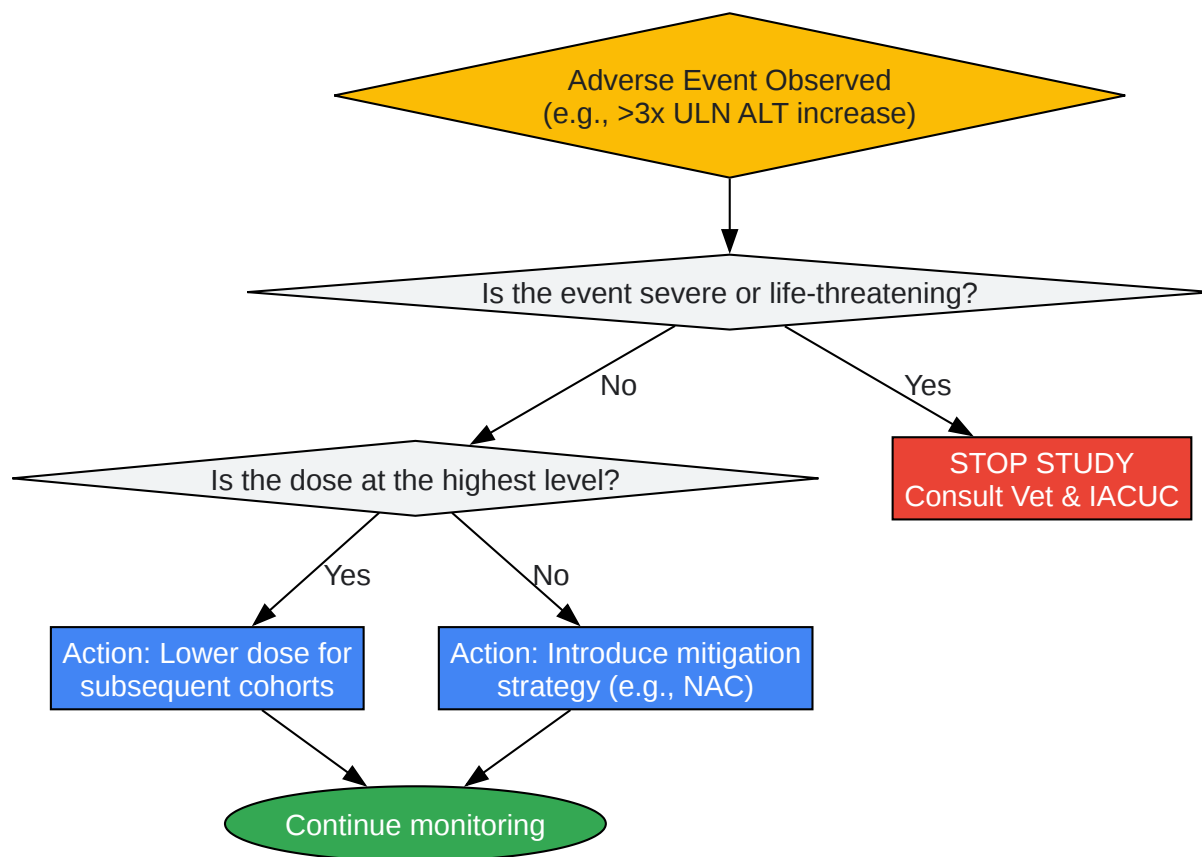 Adverse Event Observed
(e.g., >3x ULN ALT increase)
Is the event severe or life-threatening?
No
Yes
Is the dose at the highest level?
STOP STUDY
Consult Vet & IACUC
Yes
No
Action: Lower dose for
subsequent cohorts
Action: Introduce mitigation
strategy (e.g., NAC)
Continue monitoring